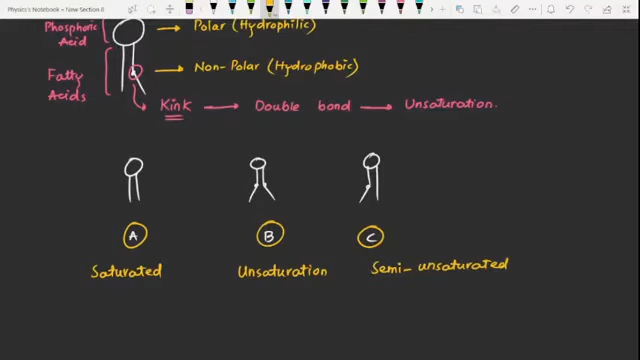 Physics's Notebook - New Section 6
Phosphoric
Acid
Polar (Hydrophilic)
Non-Polar (Hydrophobic)
Fatty
Acids
Kink
Double bond
Unsaturation.
A
B
C
Saturated
Unsaturation
Semi-unsaturated